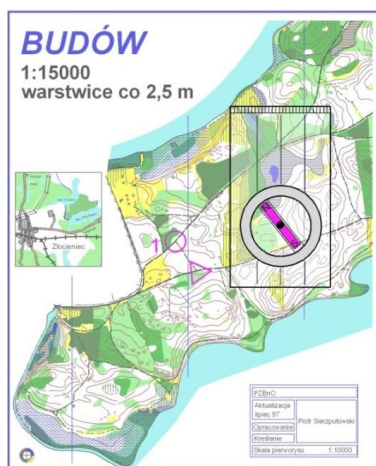 BUDÓW
1:15000
warstwice co 2,5 m
Złocieniec
1
PZBnO
Aktualizacja
lipiec 97
Opracowanie
Piotr Sierzputowski
Kreślenie
Skala pierworysu 1:10000